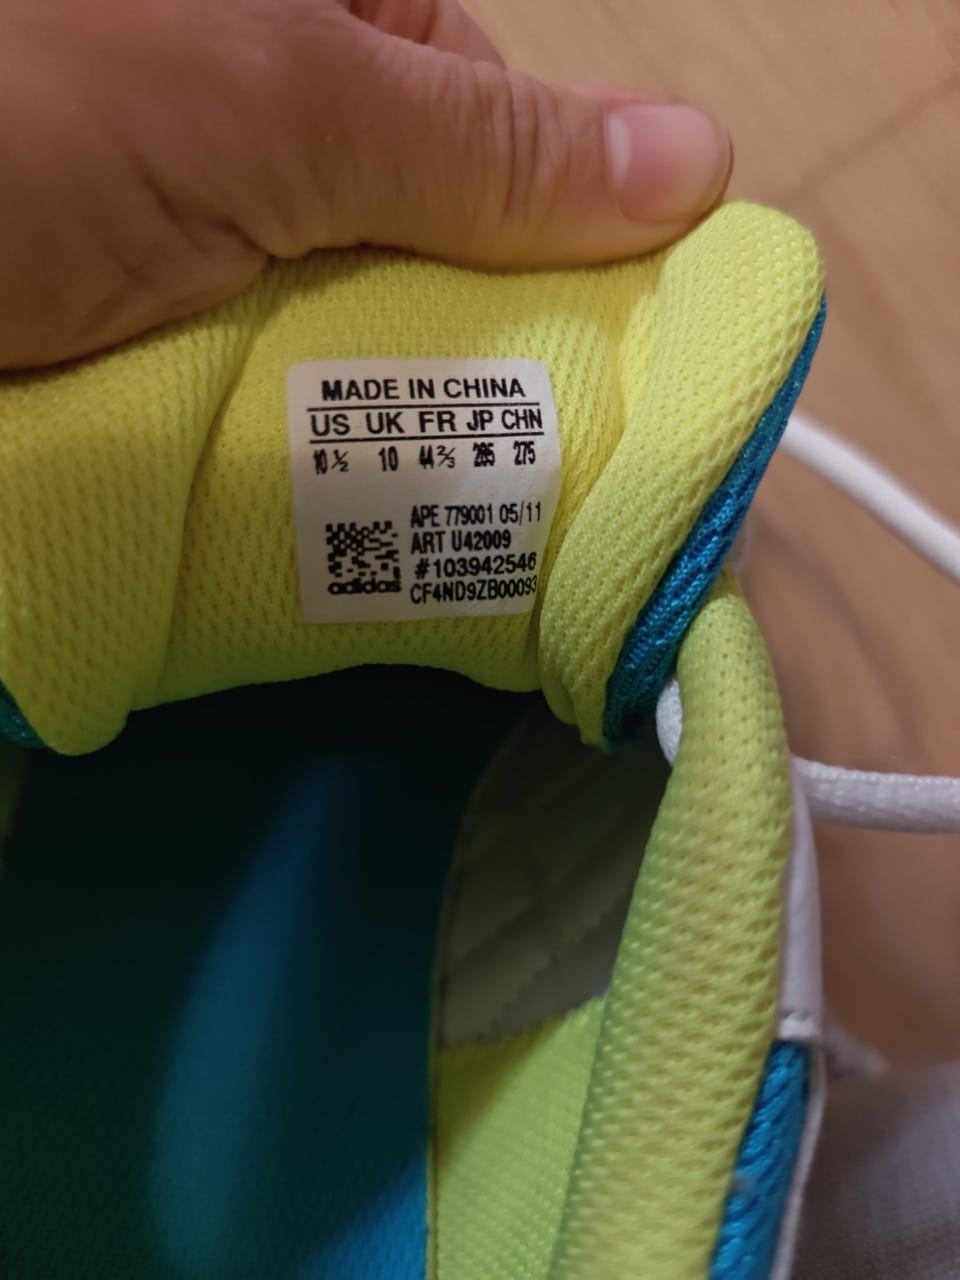 MADE IN CHINA
US UK FR JP CHN
10½ 10 44⅔ 285 275
APE 779001 05/11
ART U42009
#103942546
adidas
CF4ND9ZB00093